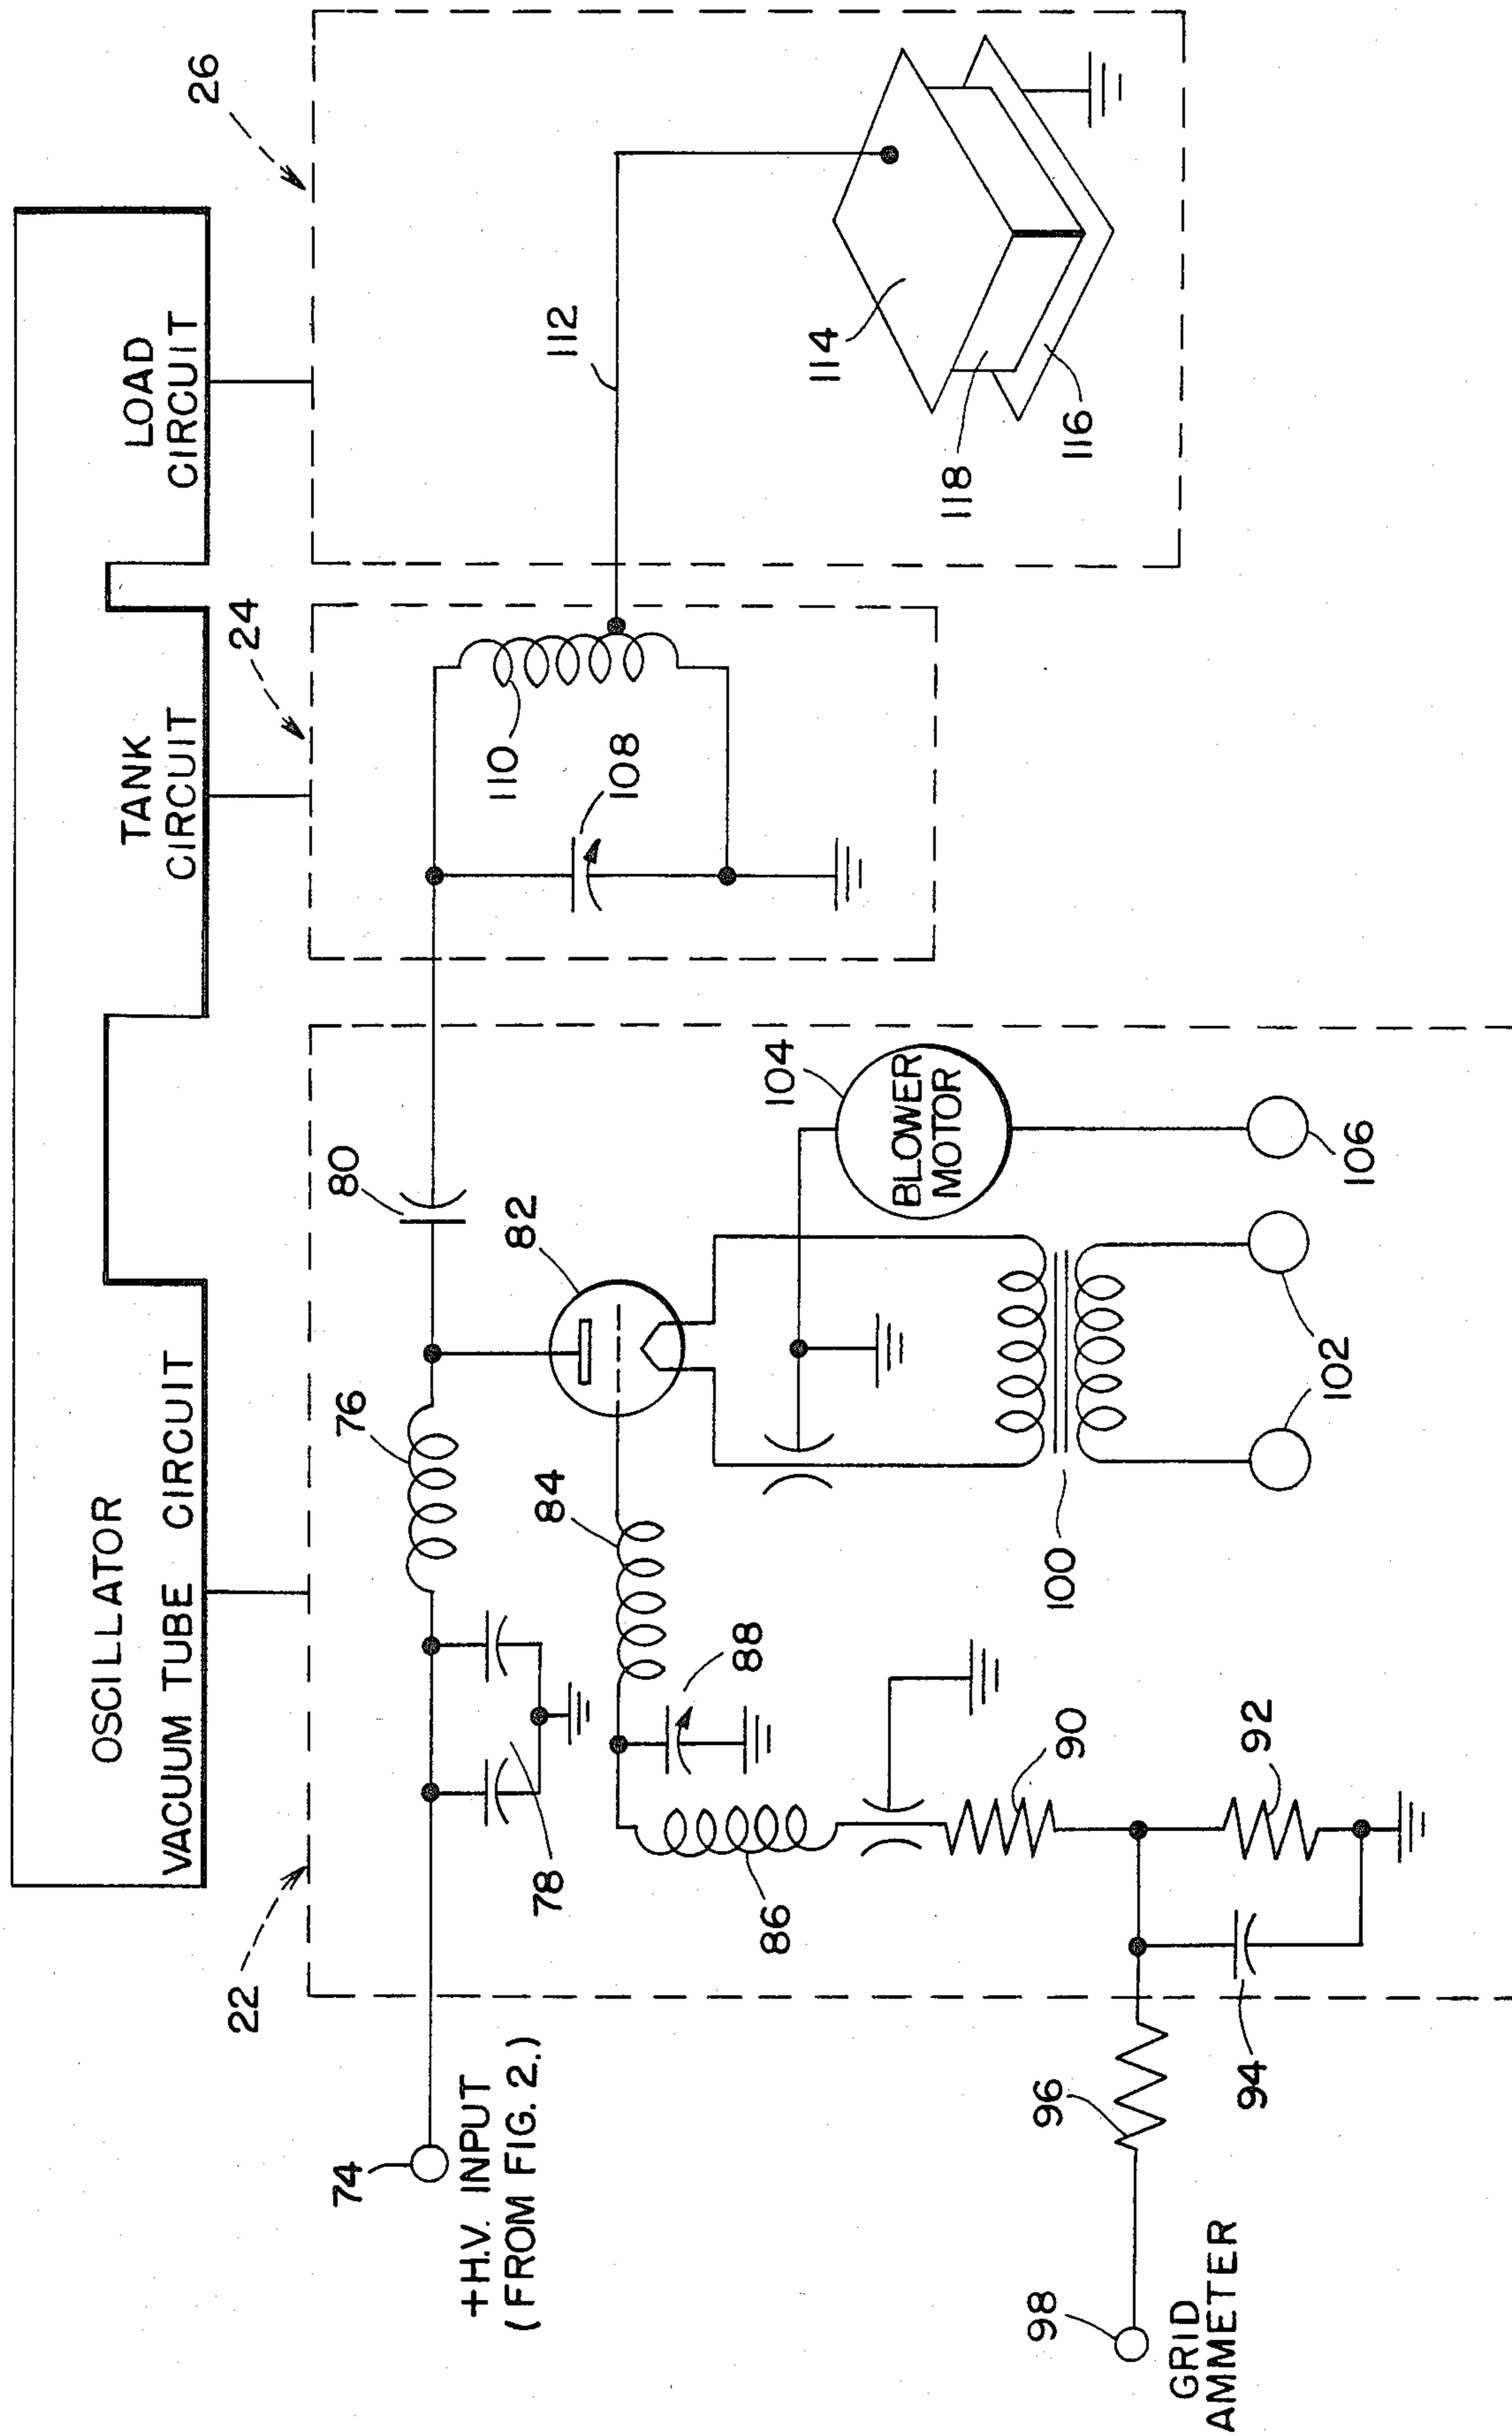 OSCILLATOR
VACUUM TUBE CIRCUIT
TANK
CIRCUIT
LOAD
CIRCUIT
22
24
26
74
+H.V. INPUT
(FROM FIG. 2.)
78
76
80
82
84
88
86
90
92
94
96
98
GRID
AMMETER
100
102
104
BLOWER
MOTOR
106
108
110
112
114
118
116